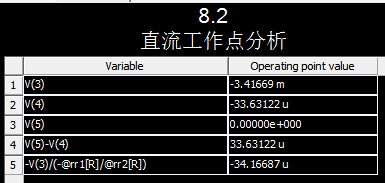 8.2
直流工作点分析
Variable Operating point value
1 V(3) -3.41669 m
2 V(4) -33.63122 u
3 V(5) 0.00000e+000
4 V(5)-V(4) 33.63122 u
5 -V(3)/(-@rr1[R]/@rr2[R]) -34.16687 u